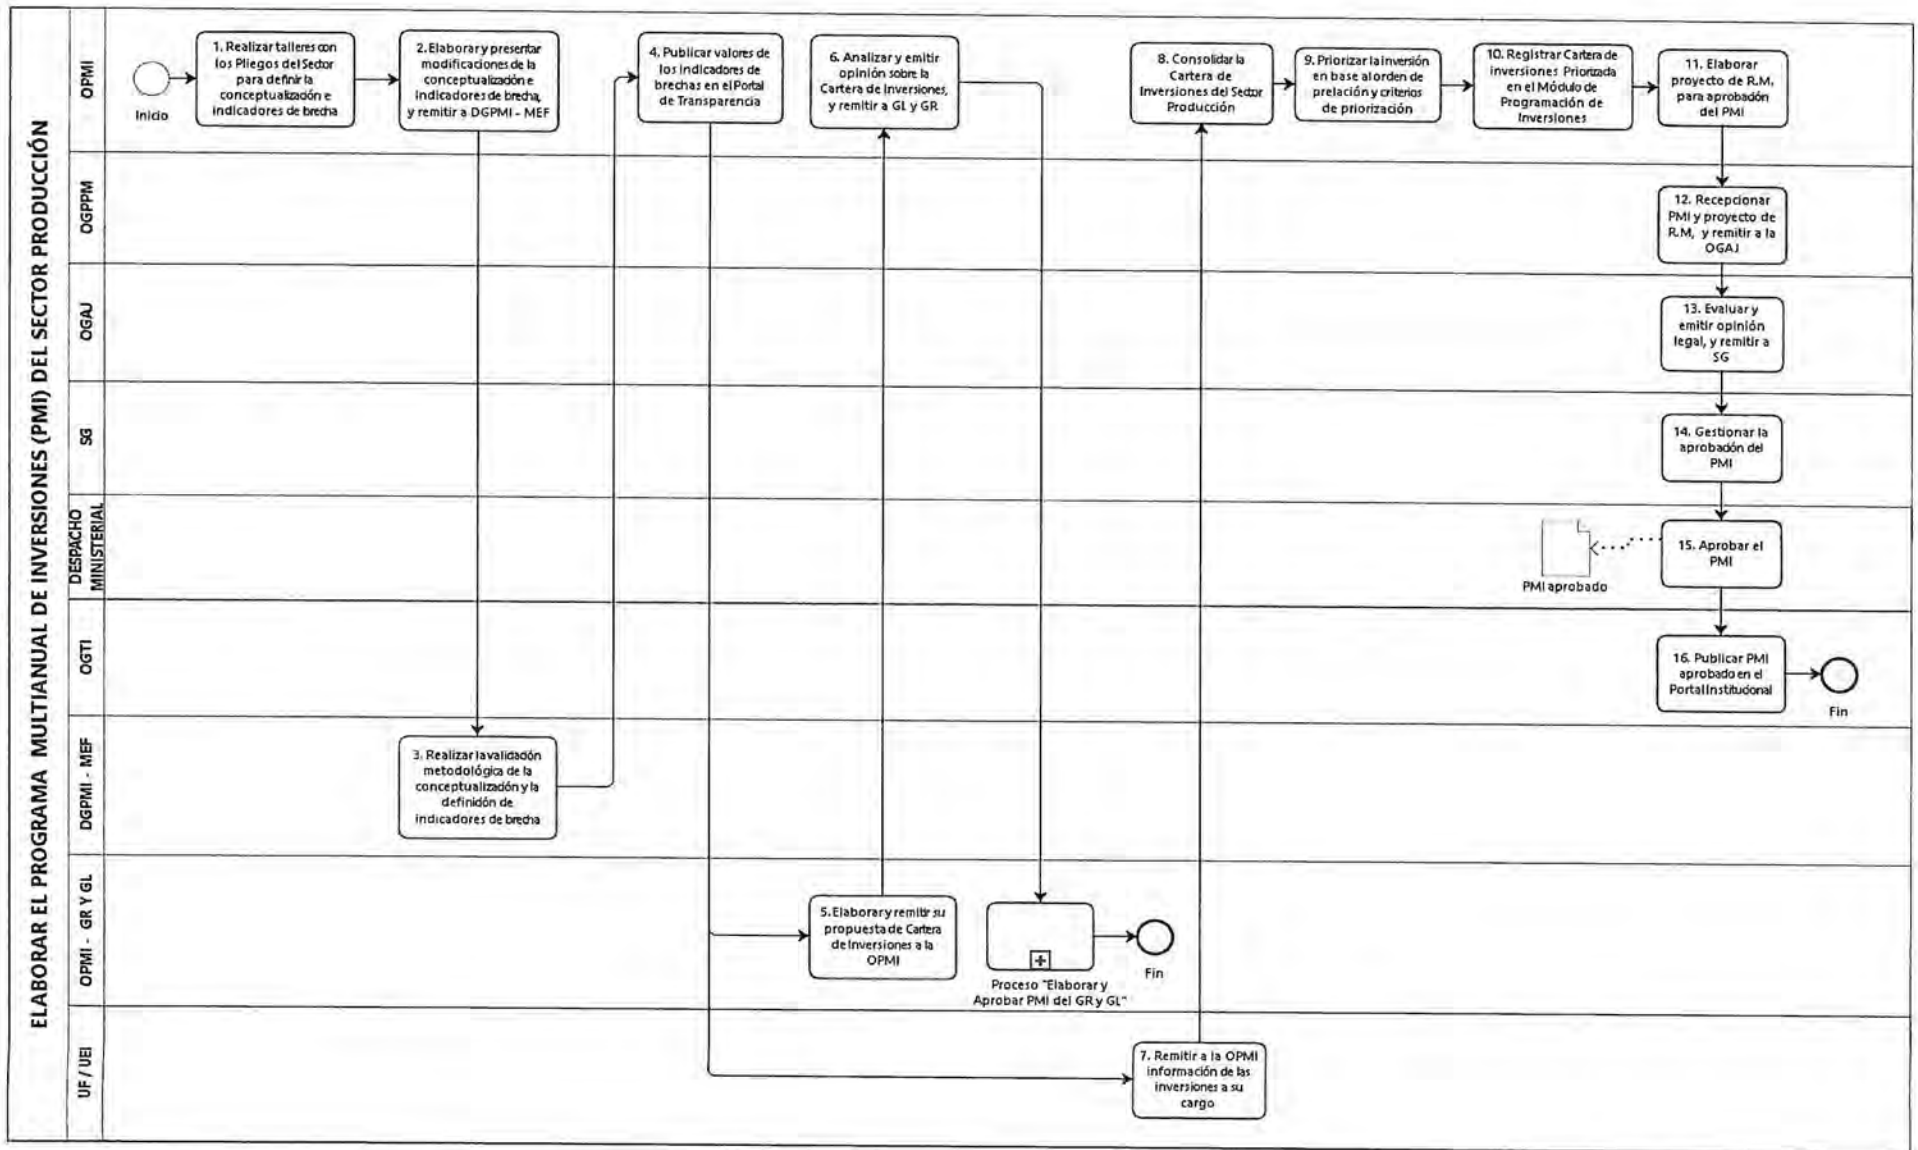 ELABORAR EL PROGRAMA MULTIANUAL DE INVERSIONES (PMI) DEL SECTOR PRODUCCIÓN
OPMI
Inicio
1. Realizar talleres con
los Pliegos del Sector
para definir la
conceptualización e
indicadores de brecha
2. Elaborar y presentar
modificaciones de la
conceptualización e
indicadores de brecha,
y remitir a DGPMI - MEF
4. Publicar valores de
los indicadores de
brechas en el Portal
de Transparencia
6. Analizar y emitir
opinión sobre la
Cartera de Inversiones,
y remitir a GL y GR
8. Consolidar la
Cartera de
Inversiones del Sector
Producción
9. Priorizar la inversión
en base al orden de
prelación y criterios
de priorización
10. Registrar Cartera de
inversiones Priorizada
en el Módulo de
Programación de
Inversiones
11. Elaborar
proyecto de R.M,
para aprobación
del PMI
OGPPM
12. Recepcionar
PMI y proyecto de
R.M, y remitir a la
OGAJ
OGAJ
13. Evaluar y
emitir opinión
legal, y remitir a
SG
SG
14. Gestionar la
aprobación del
PMI
DESPACHO
MINISTERIAL
PMI aprobado
15. Aprobar el
PMI
OGTI
16. Publicar PMI
aprobado en el
Portal Institucional
Fin
DGPMI - MEF
3. Realizar la validación
metodológica de la
conceptualización y la
definición de
indicadores de brecha
OPMI - GR Y GL
5. Elaborar y remitir su
propuesta de Cartera
de Inversiones a la
OPMI
Proceso "Elaborar y
Aprobar PMI del GR y GL"
Fin
UF / UEI
7. Remitir a la OPMI
información de las
inversiones a su
cargo